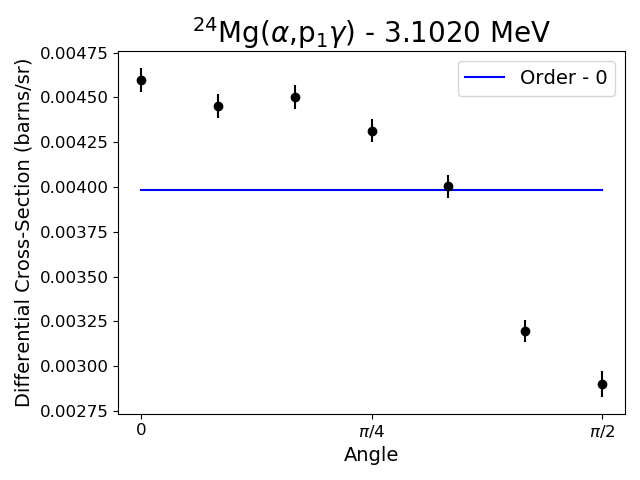 ²⁴Mg(α,p₁γ) - 3.1020 MeV
Order - 0
Differential Cross-Section (barns/sr)
0.00475
0.00450
0.00425
0.00400
0.00375
0.00350
0.00325
0.00300
0.00275
0
π/4
π/2
Angle